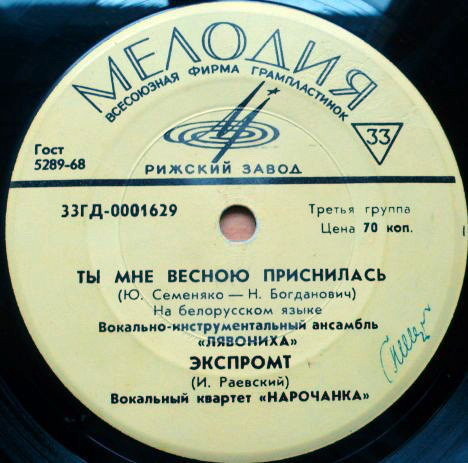 МЕЛОДИЯ
ВСЕСОЮЗНАЯ ФИРМА ГРАМПЛАСТИНОК
Гост
5289-68
33
РИЖСКИЙ ЗАВОД
33ГД-0001629
Третья группа
Цена 70 коп.
ТЫ МНЕ ВЕСНОЮ ПРИСНИЛАСЬ
(Ю. Семеняко — Н. Богданович)
На белорусском языке
Вокально-инструментальный ансамбль
«ЛЯВОНИХА»
ЭКСПРОМТ
(И. Раевский)
Вокальный квартет «НАРОЧАНКА»